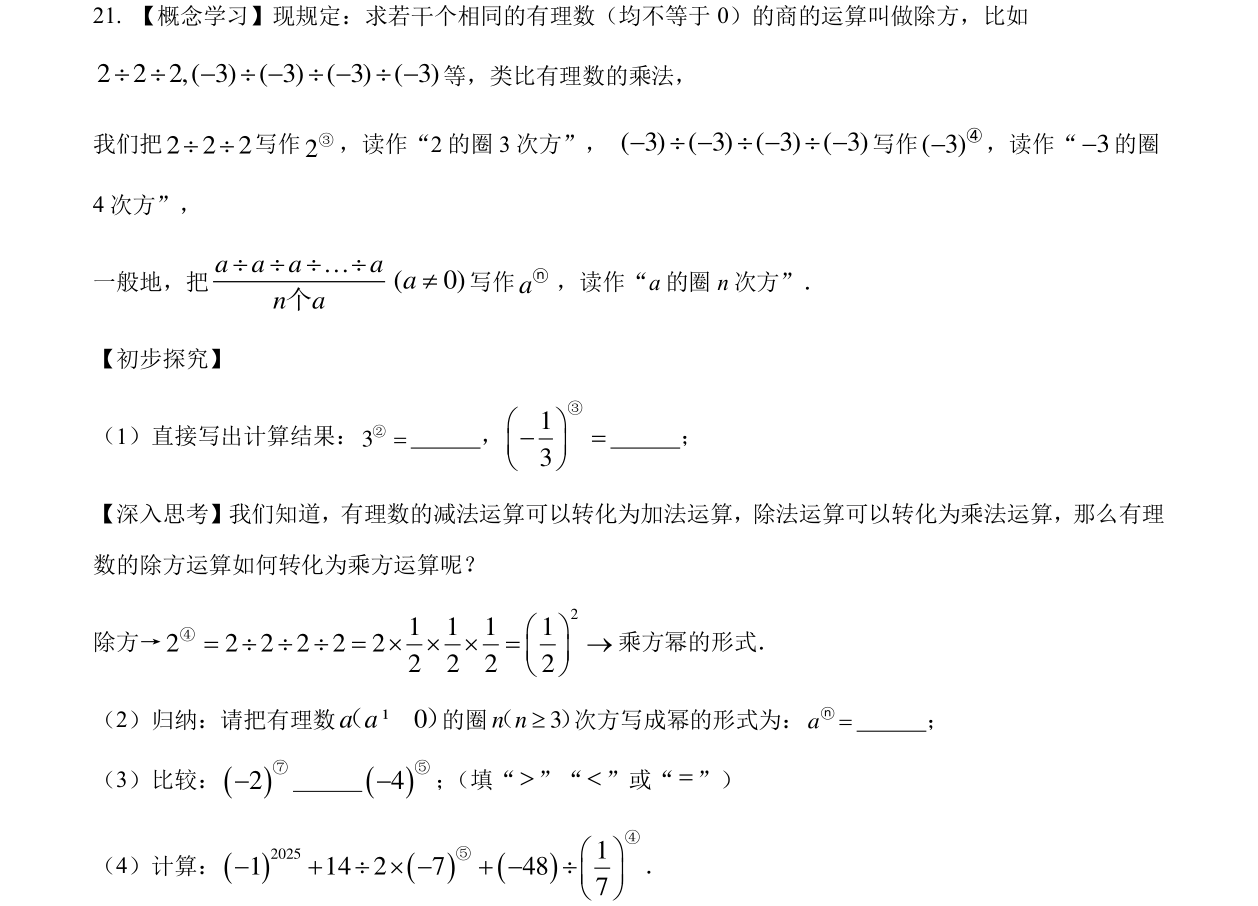 21. 【概念学习】现规定：求若干个相同的有理数（均不等于 0）的商的运算叫做除方，比如
2÷2÷2,(−3)÷(−3)÷(−3)÷(−3)等，类比有理数的乘法，
我们把2÷2÷2写作2^③，读作“2 的圈 3 次方”， (−3)÷(−3)÷(−3)÷(−3)写作(−3)^④，读作“−3的圈
4 次方”，
一般地，把 \frac{a÷a÷a÷…÷a}{n个a} (a≠0)写作a^ⓝ，读作“a 的圈 n 次方”．
【初步探究】
（1）直接写出计算结果：3^②=______，(−\frac{1}{3})^③=______；
【深入思考】我们知道，有理数的减法运算可以转化为加法运算，除法运算可以转化为乘法运算，那么有理
数的除方运算如何转化为乘方运算呢？
除方→2^④=2÷2÷2÷2=2×\frac{1}{2}×\frac{1}{2}×\frac{1}{2}=(\frac{1}{2})^2→乘方幂的形式．
（2）归纳：请把有理数a(a¹ 0)的圈n(n≥3)次方写成幂的形式为：a^ⓝ=______；
（3）比较：(−2)^⑦______(−4)^⑤；（填“>”“<”或“=”）
（4）计算：(−1)^2025+14÷2×(−7)^⑤+(−48)÷(\frac{1}{7})^④．